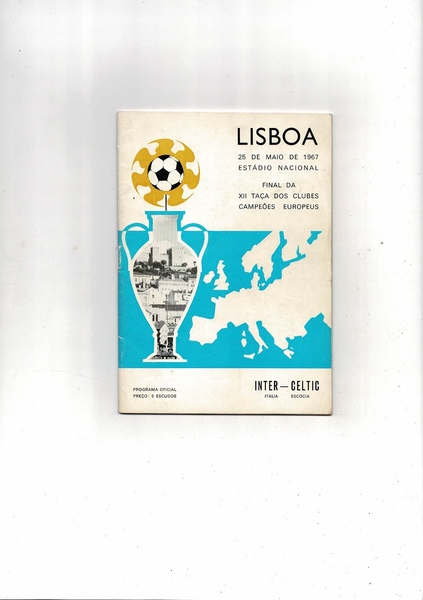 LISBOA
25 DE MAIO DE 1967
ESTÁDIO NACIONAL
FINAL DA
XII TAÇA DOS CLUBES
CAMPEÕES EUROPEUS
PROGRAMA OFICIAL
PREÇO: 5 ESCUDOS
INTER — CELTIC
ITÁLIA ESCÓCIA